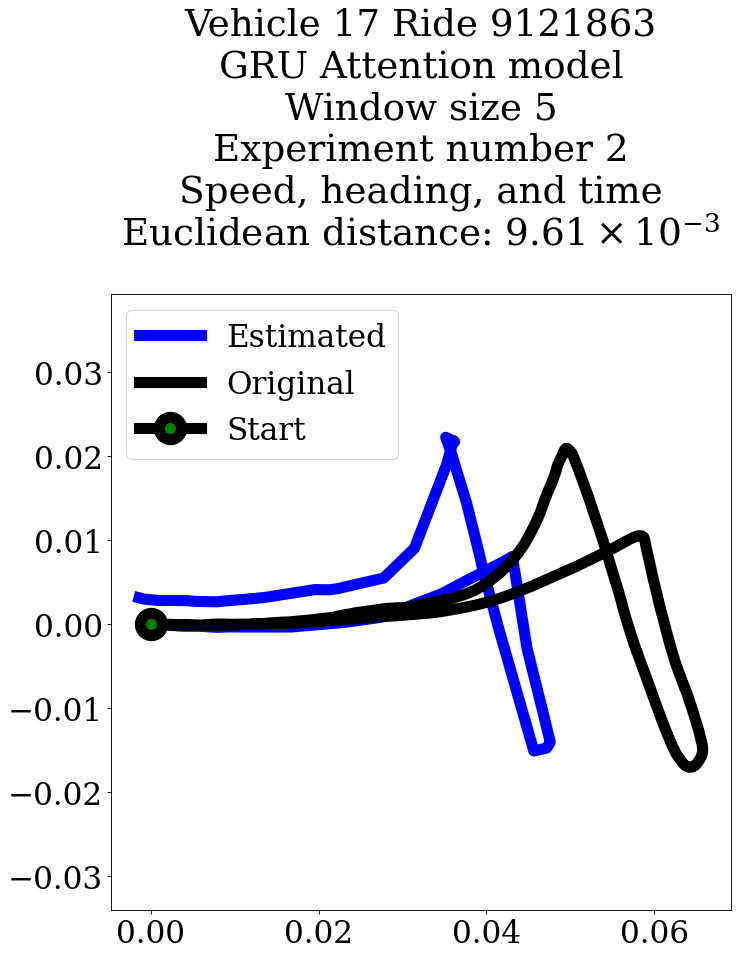 Vehicle 17 Ride 9121863
GRU Attention model
Window size 5
Experiment number 2
Speed, heading, and time
Euclidean distance: 9.61 × 10⁻³
Estimated
Original
Start
0.03
0.02
0.01
0.00
−0.01
−0.02
−0.03
0.00 0.02 0.04 0.06